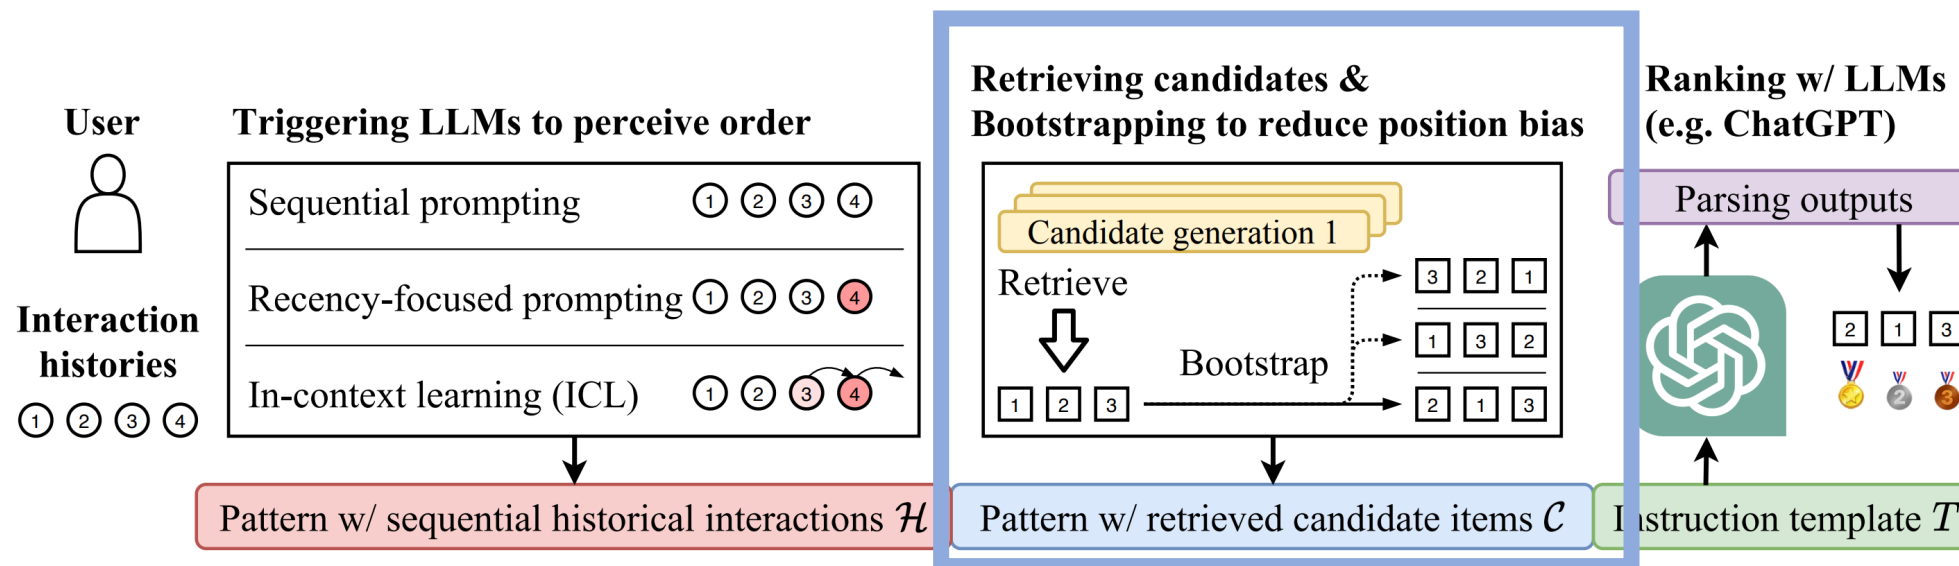 User
Interaction
histories
1 2 3 4
Triggering LLMs to perceive order
Sequential prompting 1 2 3 4
Recency-focused prompting 1 2 3 4
In-context learning (ICL) 1 2 3 4
Pattern w/ sequential historical interactions ℋ
Retrieving candidates &
Bootstrapping to reduce position bias
Candidate generation 1
Retrieve
1 2 3
Bootstrap
3 2 1
1 3 2
2 1 3
Pattern w/ retrieved candidate items 𝒞
Ranking w/ LLMs
(e.g. ChatGPT)
Parsing outputs
2 1 3
2 3
Instruction template T